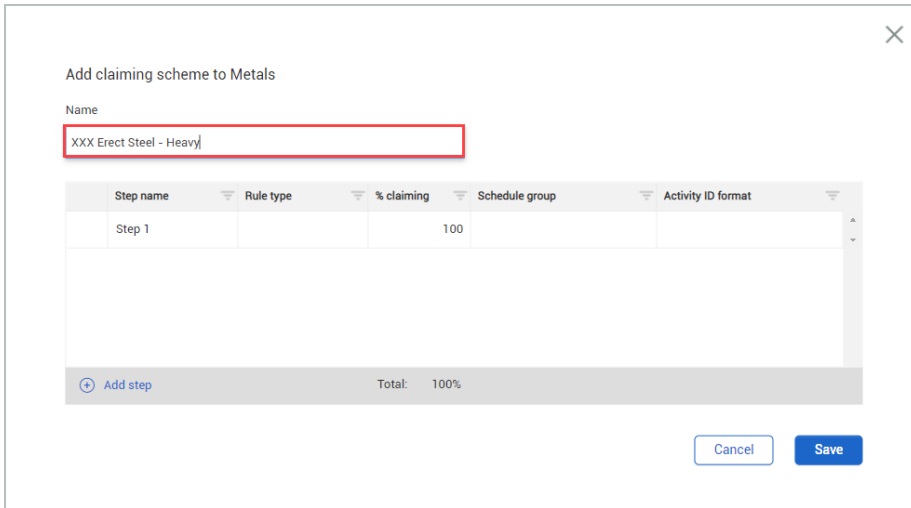 Add claiming scheme to Metals
Name
XXX Erect Steel - Heavy
Step name Rule type % claiming Schedule group Activity ID format
Step 1 100
Add step Total: 100%
Cancel Save